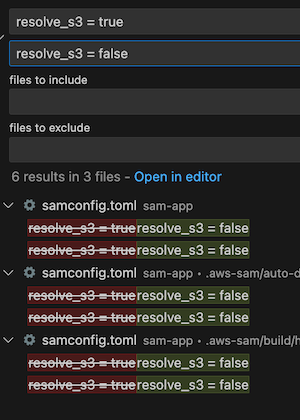 resolve_s3 = true
resolve_s3 = false
files to include
files to exclude
6 results in 3 files - Open in editor
samconfig.toml sam-app
resolve_s3 = trueresolve_s3 = false
resolve_s3 = trueresolve_s3 = false
samconfig.toml sam-app • .aws-sam/auto-d
resolve_s3 = trueresolve_s3 = false
resolve_s3 = trueresolve_s3 = false
samconfig.toml sam-app • .aws-sam/build/h
resolve_s3 = trueresolve_s3 = false
resolve_s3 = trueresolve_s3 = false